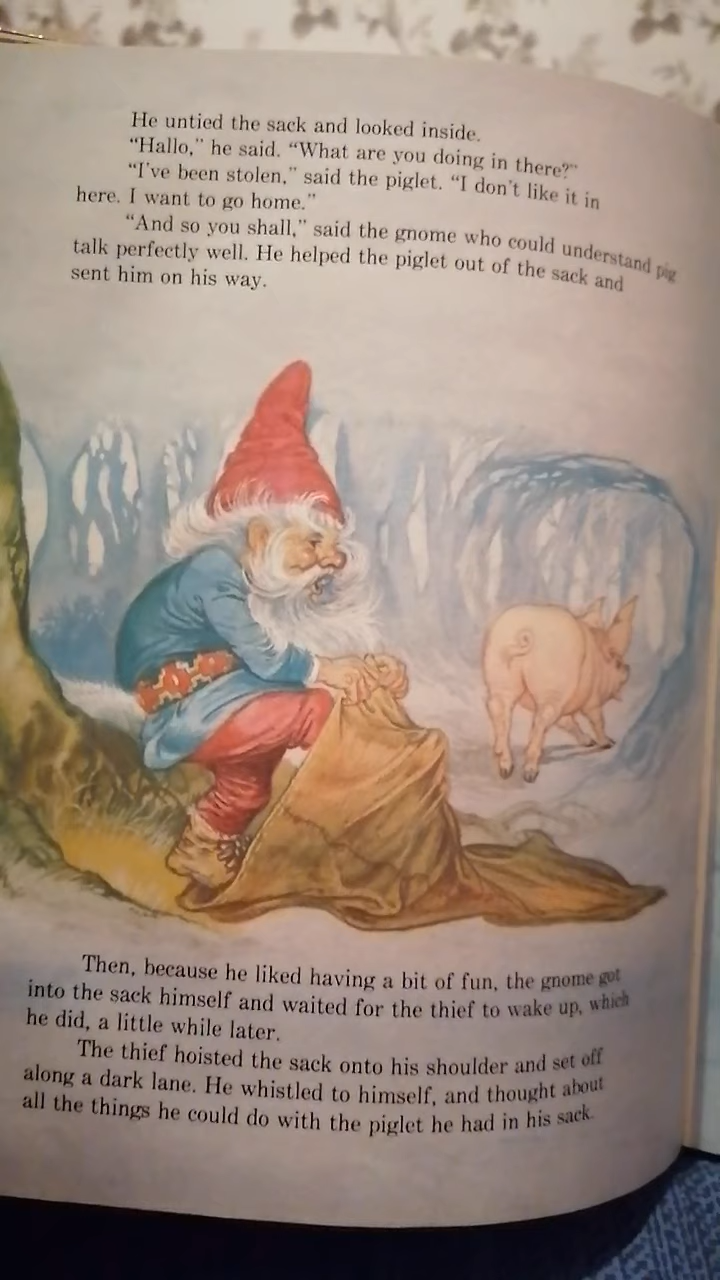 He untied the sack and looked inside.
“Hallo,” he said. “What are you doing in there?”
“I've been stolen,” said the piglet. “I don't like it in
here. I want to go home.”
“And so you shall,” said the gnome who could understand pig
talk perfectly well. He helped the piglet out of the sack and
sent him on his way.
Then, because he liked having a bit of fun, the gnome got
into the sack himself and waited for the thief to wake up, which
he did, a little while later.
The thief hoisted the sack onto his shoulder and set off
along a dark lane. He whistled to himself, and thought about
all the things he could do with the piglet he had in his sack.